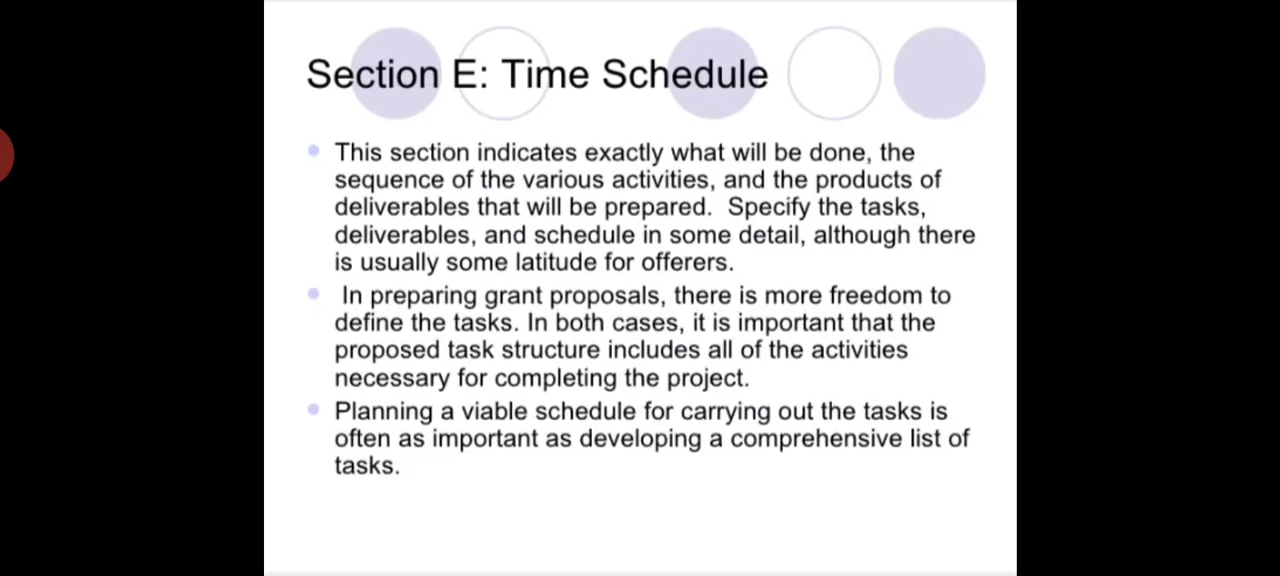 Section E: Time Schedule
This section indicates exactly what will be done, the
sequence of the various activities, and the products of
deliverables that will be prepared.  Specify the tasks,
deliverables, and schedule in some detail, although there
is usually some latitude for offerers.
In preparing grant proposals, there is more freedom to
define the tasks. In both cases, it is important that the
proposed task structure includes all of the activities
necessary for completing the project.
Planning a viable schedule for carrying out the tasks is
often as important as developing a comprehensive list of
tasks.